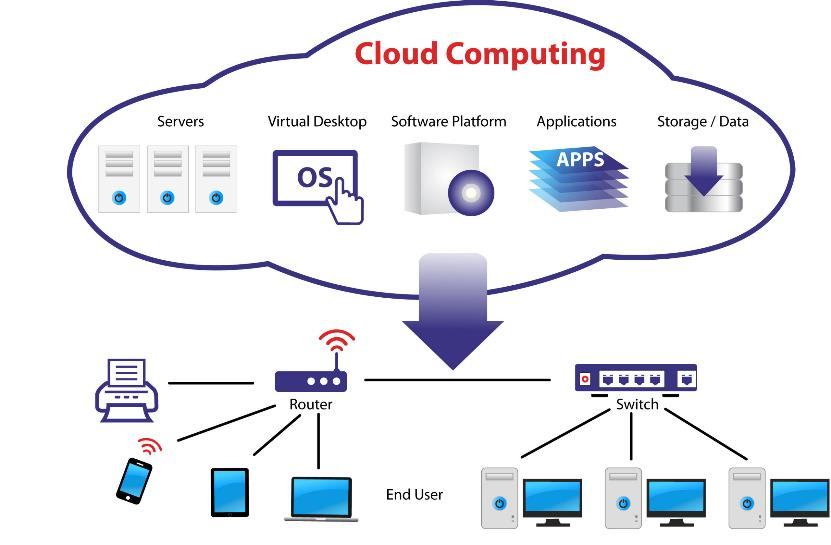 Cloud Computing
Servers
Virtual Desktop
Software Platform
Applications
Storage / Data
OS
APPS
Router
Switch
End User